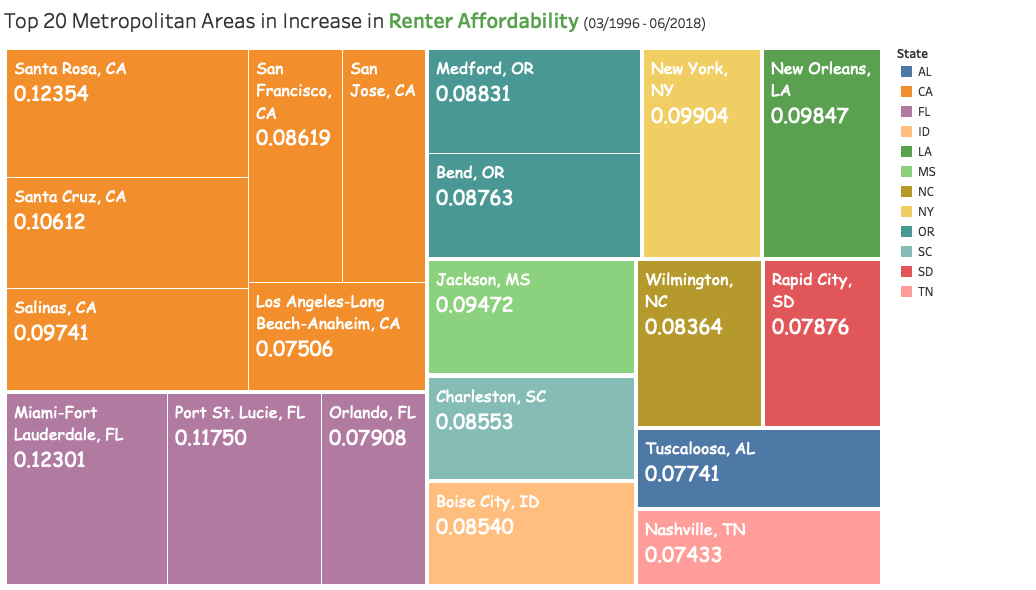 Top 20 Metropolitan Areas in Increase in Renter Affordability (03/1996 - 06/2018)
Santa Rosa, CA
0.12354
Santa Cruz, CA
0.10612
Salinas, CA
0.09741
San
Francisco,
CA
0.08619
San
Jose, CA
Los Angeles-Long
Beach-Anaheim, CA
0.07506
Miami-Fort
Lauderdale, FL
0.12301
Port St. Lucie, FL
0.11750
Orlando, FL
0.07908
Medford, OR
0.08831
Bend, OR
0.08763
New York,
NY
0.09904
New Orleans,
LA
0.09847
Jackson, MS
0.09472
Charleston, SC
0.08553
Boise City, ID
0.08540
Wilmington,
NC
0.08364
Rapid City,
SD
0.07876
Tuscaloosa, AL
0.07741
Nashville, TN
0.07433
State
AL
CA
FL
ID
LA
MS
NC
NY
OR
SC
SD
TN